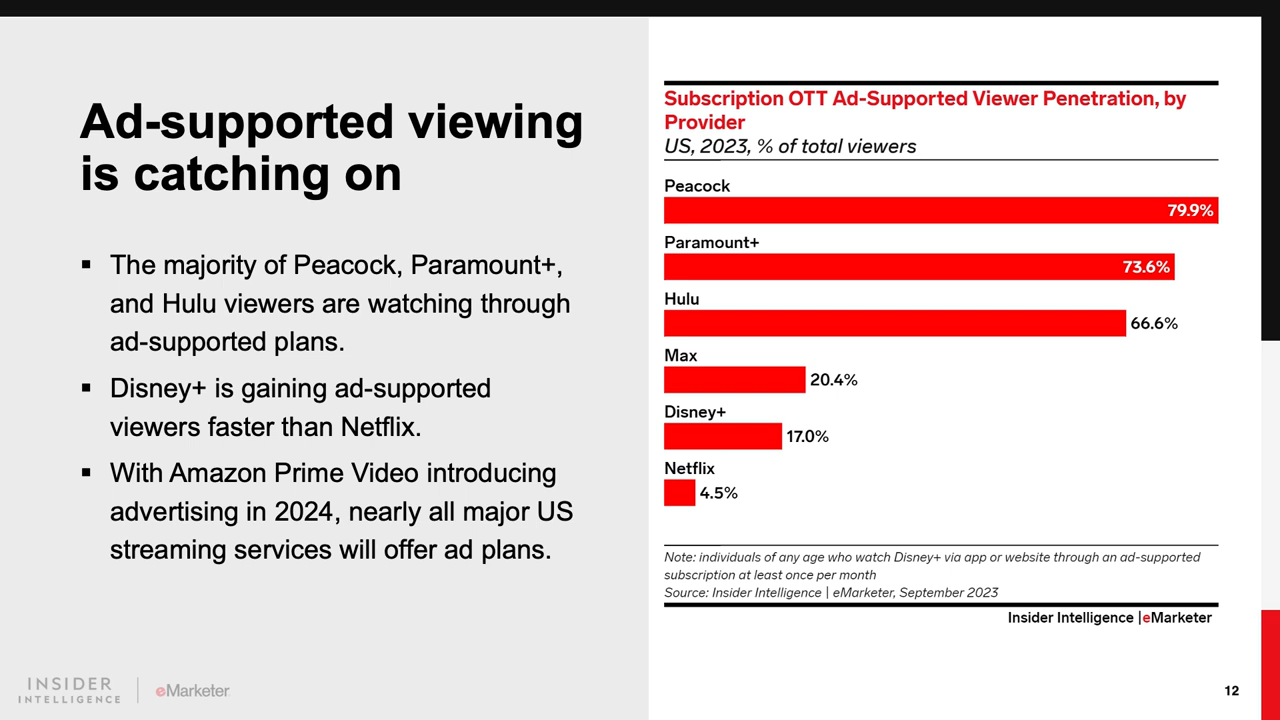 Ad-supported viewing
is catching on
▪ The majority of Peacock, Paramount+,
and Hulu viewers are watching through
ad-supported plans.
▪ Disney+ is gaining ad-supported
viewers faster than Netflix.
▪ With Amazon Prime Video introducing
advertising in 2024, nearly all major US
streaming services will offer ad plans.
Subscription OTT Ad-Supported Viewer Penetration, by
Provider
US, 2023, % of total viewers
Peacock
79.9%
Paramount+
73.6%
Hulu
66.6%
Max
20.4%
Disney+
17.0%
Netflix
4.5%
Note: individuals of any age who watch Disney+ via app or website through an ad-supported
subscription at least once per month
Source: Insider Intelligence | eMarketer, September 2023
Insider Intelligence |eMarketer
INSIDER
INTELLIGENCE
eMarketer
12